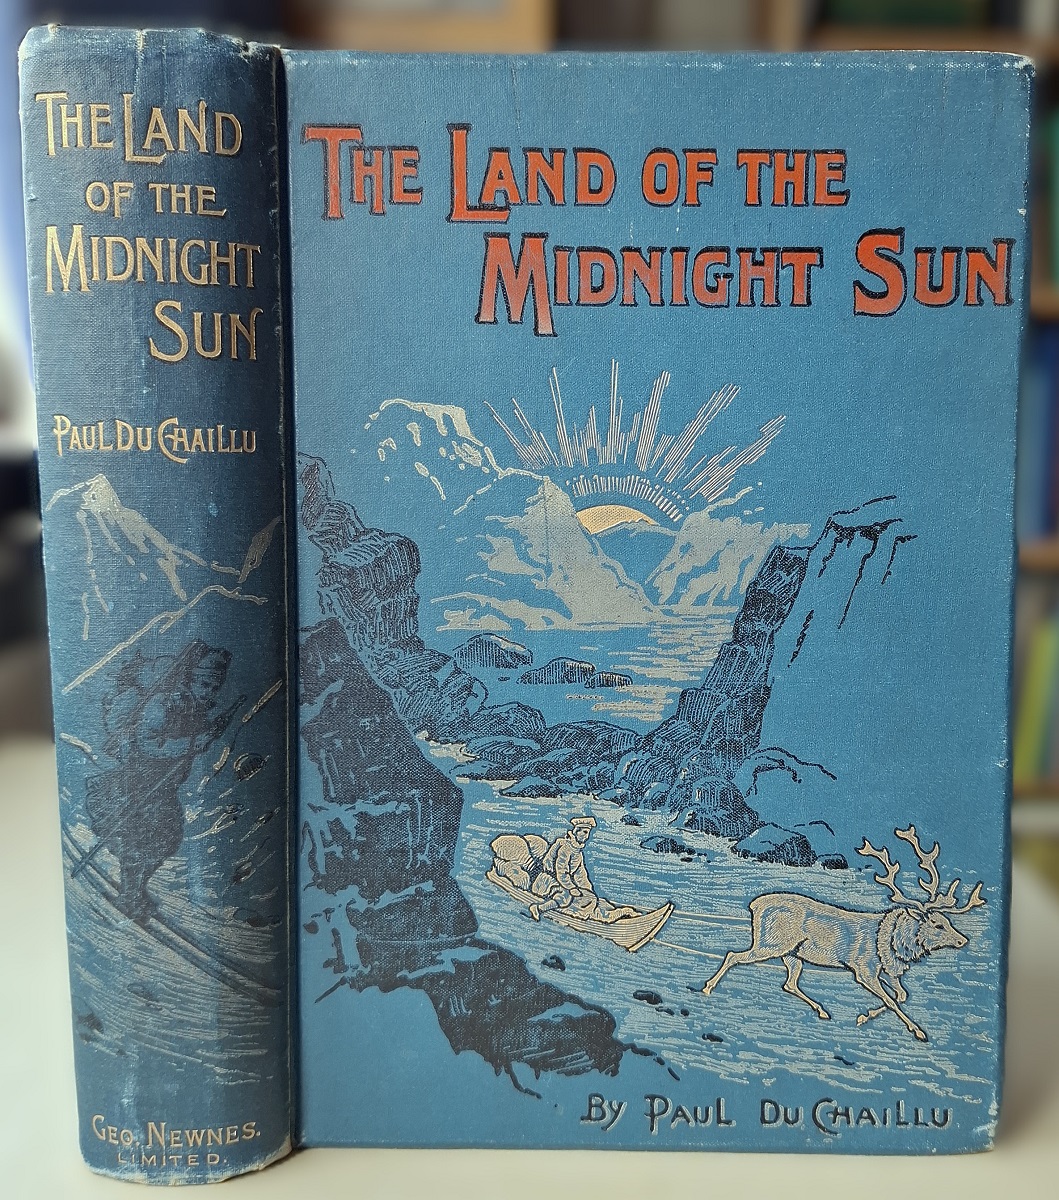 THE LAND
OF THE
MIDNIGHT
SUN
PAUL DU CHAILLU
GEO. NEWNES.
LIMITED.
THE LAND OF THE
MIDNIGHT SUN
By PAUL DU CHAILLU